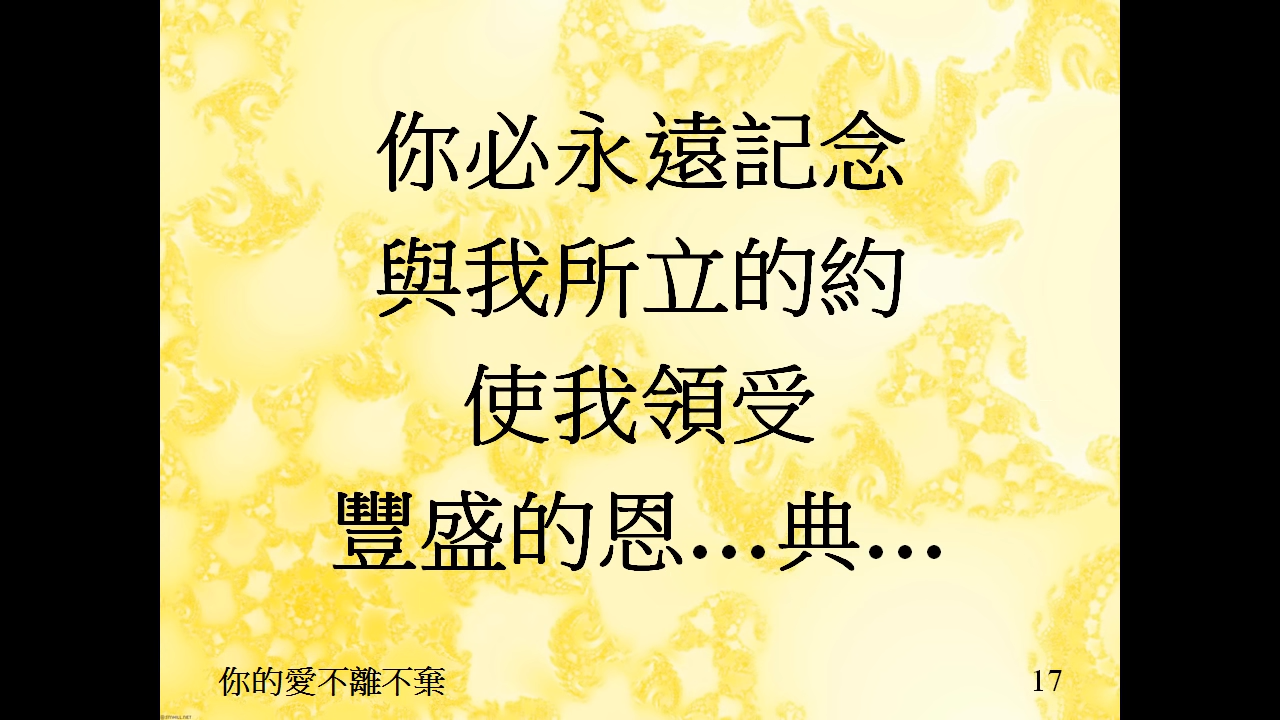 你必永遠記念
與我所立的約
使我領受
豐盛的恩…典…
你的愛不離不棄
17